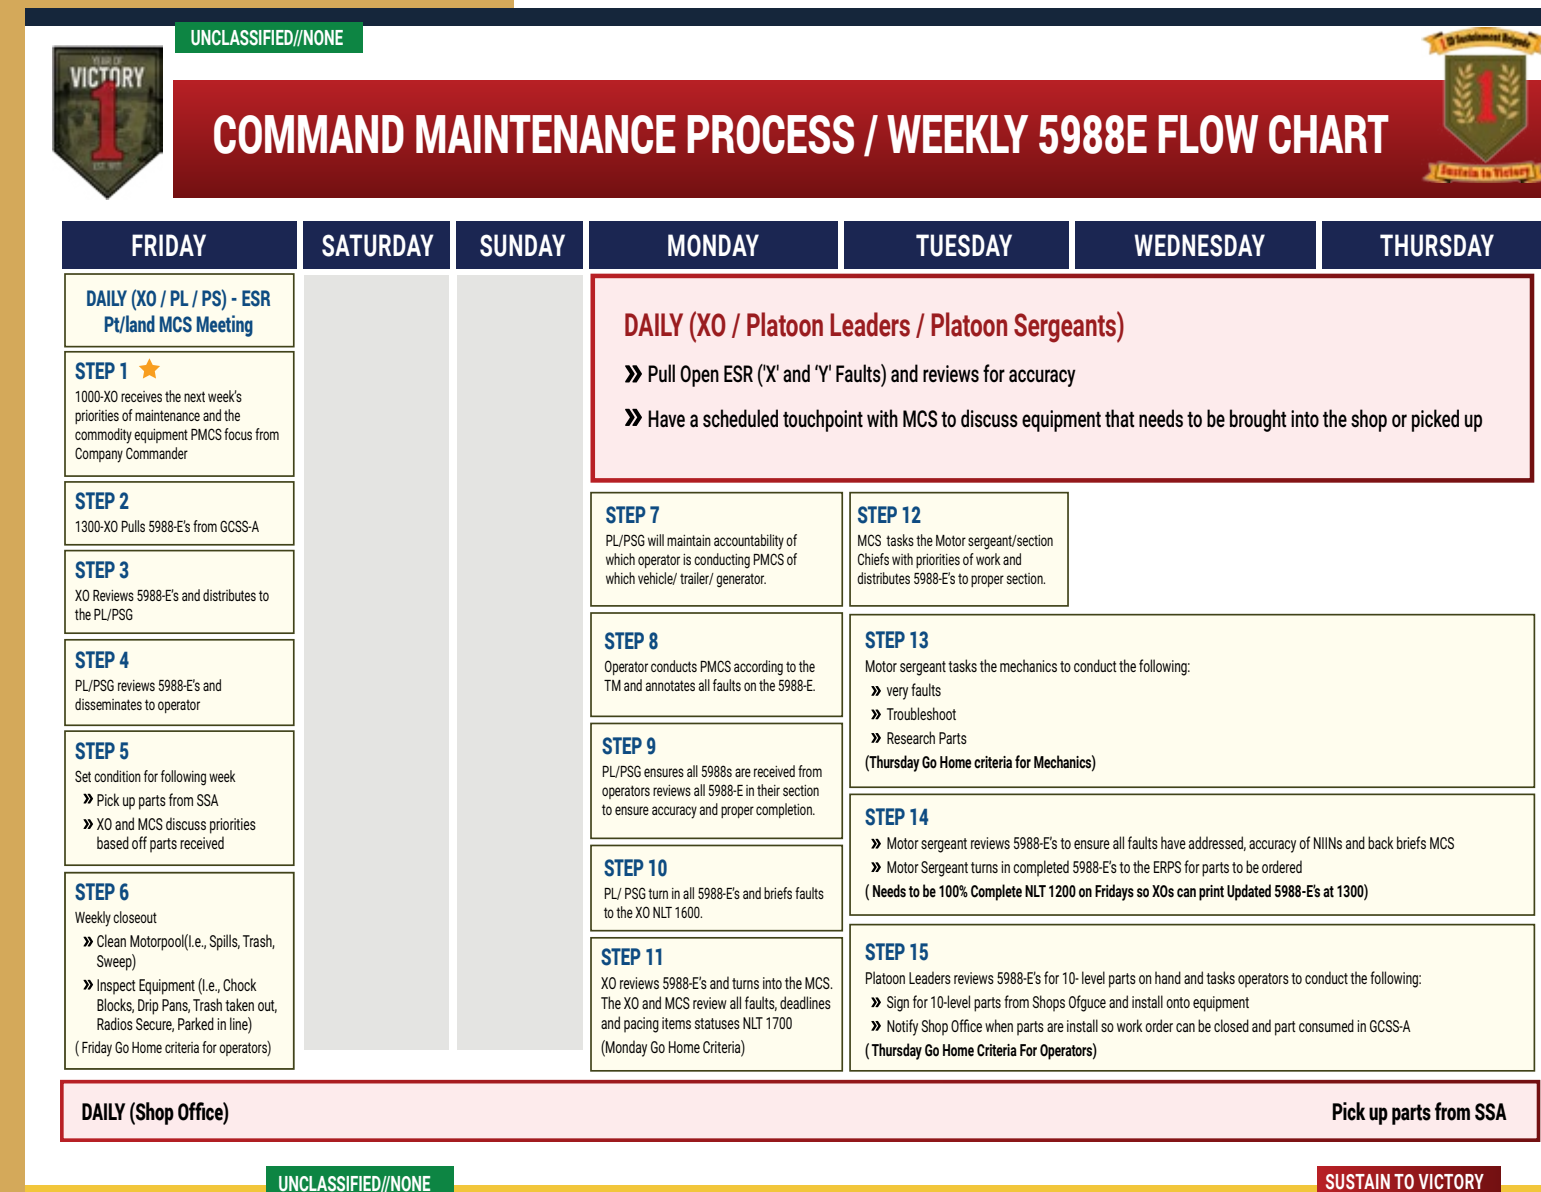 UNCLASSIFIED//NONE
YEAR OF
VICTORY
1
1ID Sustainment Brigade
1
Sustain to Victory
COMMAND MAINTENANCE PROCESS / WEEKLY 5988E FLOW CHART
FRIDAY
SATURDAY
SUNDAY
MONDAY
TUESDAY
WEDNESDAY
THURSDAY
DAILY (XO / PL / PS) - ESR
Pt/land MCS Meeting
STEP 1
1000-XO receives the next week's
priorities of maintenance and the
commodity equipment PMCS focus from
Company Commander
STEP 2
1300-XO Pulls 5988-E's from GCSS-A
STEP 3
XO Reviews 5988-E's and distributes to
the PL/PSG
STEP 4
PL/PSG reviews 5988-E's and
disseminates to operator
STEP 5
Set condition for following week
» Pick up parts from SSA
» XO and MCS discuss priorities
based off parts received
STEP 6
Weekly closeout
» Clean Motorpool(I.e., Spills, Trash,
Sweep)
» Inspect Equipment (I.e., Chock
Blocks, Drip Pans, Trash taken out,
Radios Secure, Parked in line)
( Friday Go Home criteria for operators)
DAILY (XO / Platoon Leaders / Platoon Sergeants)
» Pull Open ESR ('X' and ‘Y' Faults) and reviews for accuracy
» Have a scheduled touchpoint with MCS to discuss equipment that needs to be brought into the shop or picked up
STEP 7
PL/PSG will maintain accountability of
which operator is conducting PMCS of
which vehicle/ trailer/ generator.
STEP 8
Operator conducts PMCS according to the
TM and annotates all faults on the 5988-E.
STEP 9
PL/PSG ensures all 5988s are received from
operators reviews all 5988-E in their section
to ensure accuracy and proper completion.
STEP 10
PL/ PSG turn in all 5988-E's and briefs faults
to the XO NLT 1600.
STEP 11
XO reviews 5988-E's and turns into the MCS.
The XO and MCS review all faults, deadlines
and pacing items statuses NLT 1700
(Monday Go Home Criteria)
STEP 12
MCS tasks the Motor sergeant/section
Chiefs with priorities of work and
distributes 5988-E's to proper section.
STEP 13
Motor sergeant tasks the mechanics to conduct the following:
» very faults
» Troubleshoot
» Research Parts
(Thursday Go Home criteria for Mechanics)
STEP 14
» Motor sergeant reviews 5988-E's to ensure all faults have addressed, accuracy of NIINs and back briefs MCS
» Motor Sergeant turns in completed 5988-E's to the ERPS for parts to be ordered
( Needs to be 100% Complete NLT 1200 on Fridays so XOs can print Updated 5988-E's at 1300)
STEP 15
Platoon Leaders reviews 5988-E's for 10- level parts on hand and tasks operators to conduct the following:
» Sign for 10-level parts from Shops Ofguce and install onto equipment
» Notify Shop Office when parts are install so work order can be closed and part consumed in GCSS-A
( Thursday Go Home Criteria For Operators)
DAILY (Shop Office)
Pick up parts from SSA
UNCLASSIFIED//NONE
SUSTAIN TO VICTORY